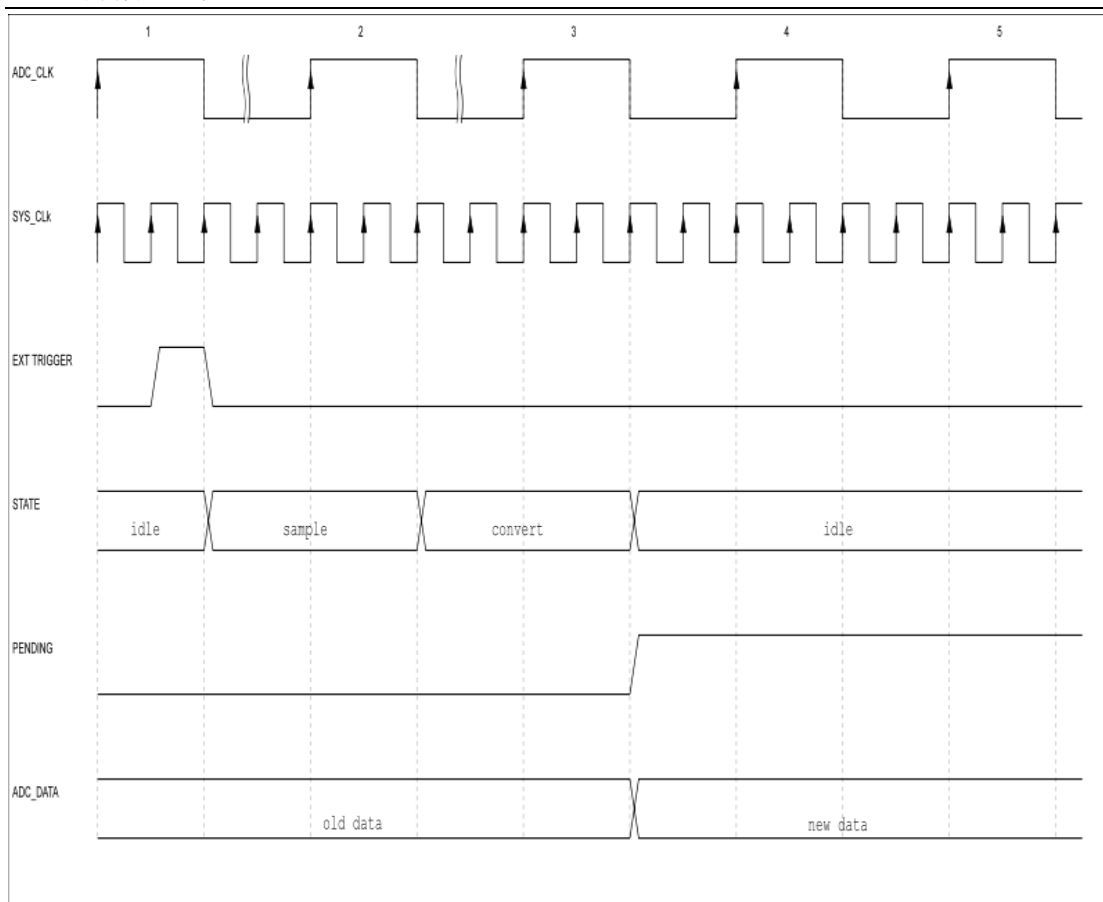 1 2 3 4 5
ADC_CLK
SYS_CLk
EXT TRIGGER
STATE
idle sample convert idle
PENDING
ADC_DATA
old data new data